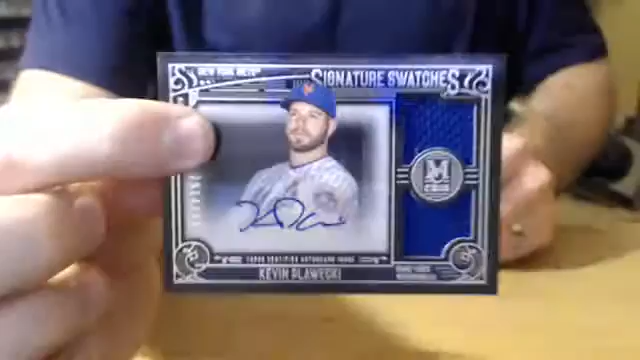 NEW YORK METS
SIGNATURE SWATCHES
M
TOPPS CERTIFIED AUTOGRAPH ISSUE
KEVIN PLAWECKI